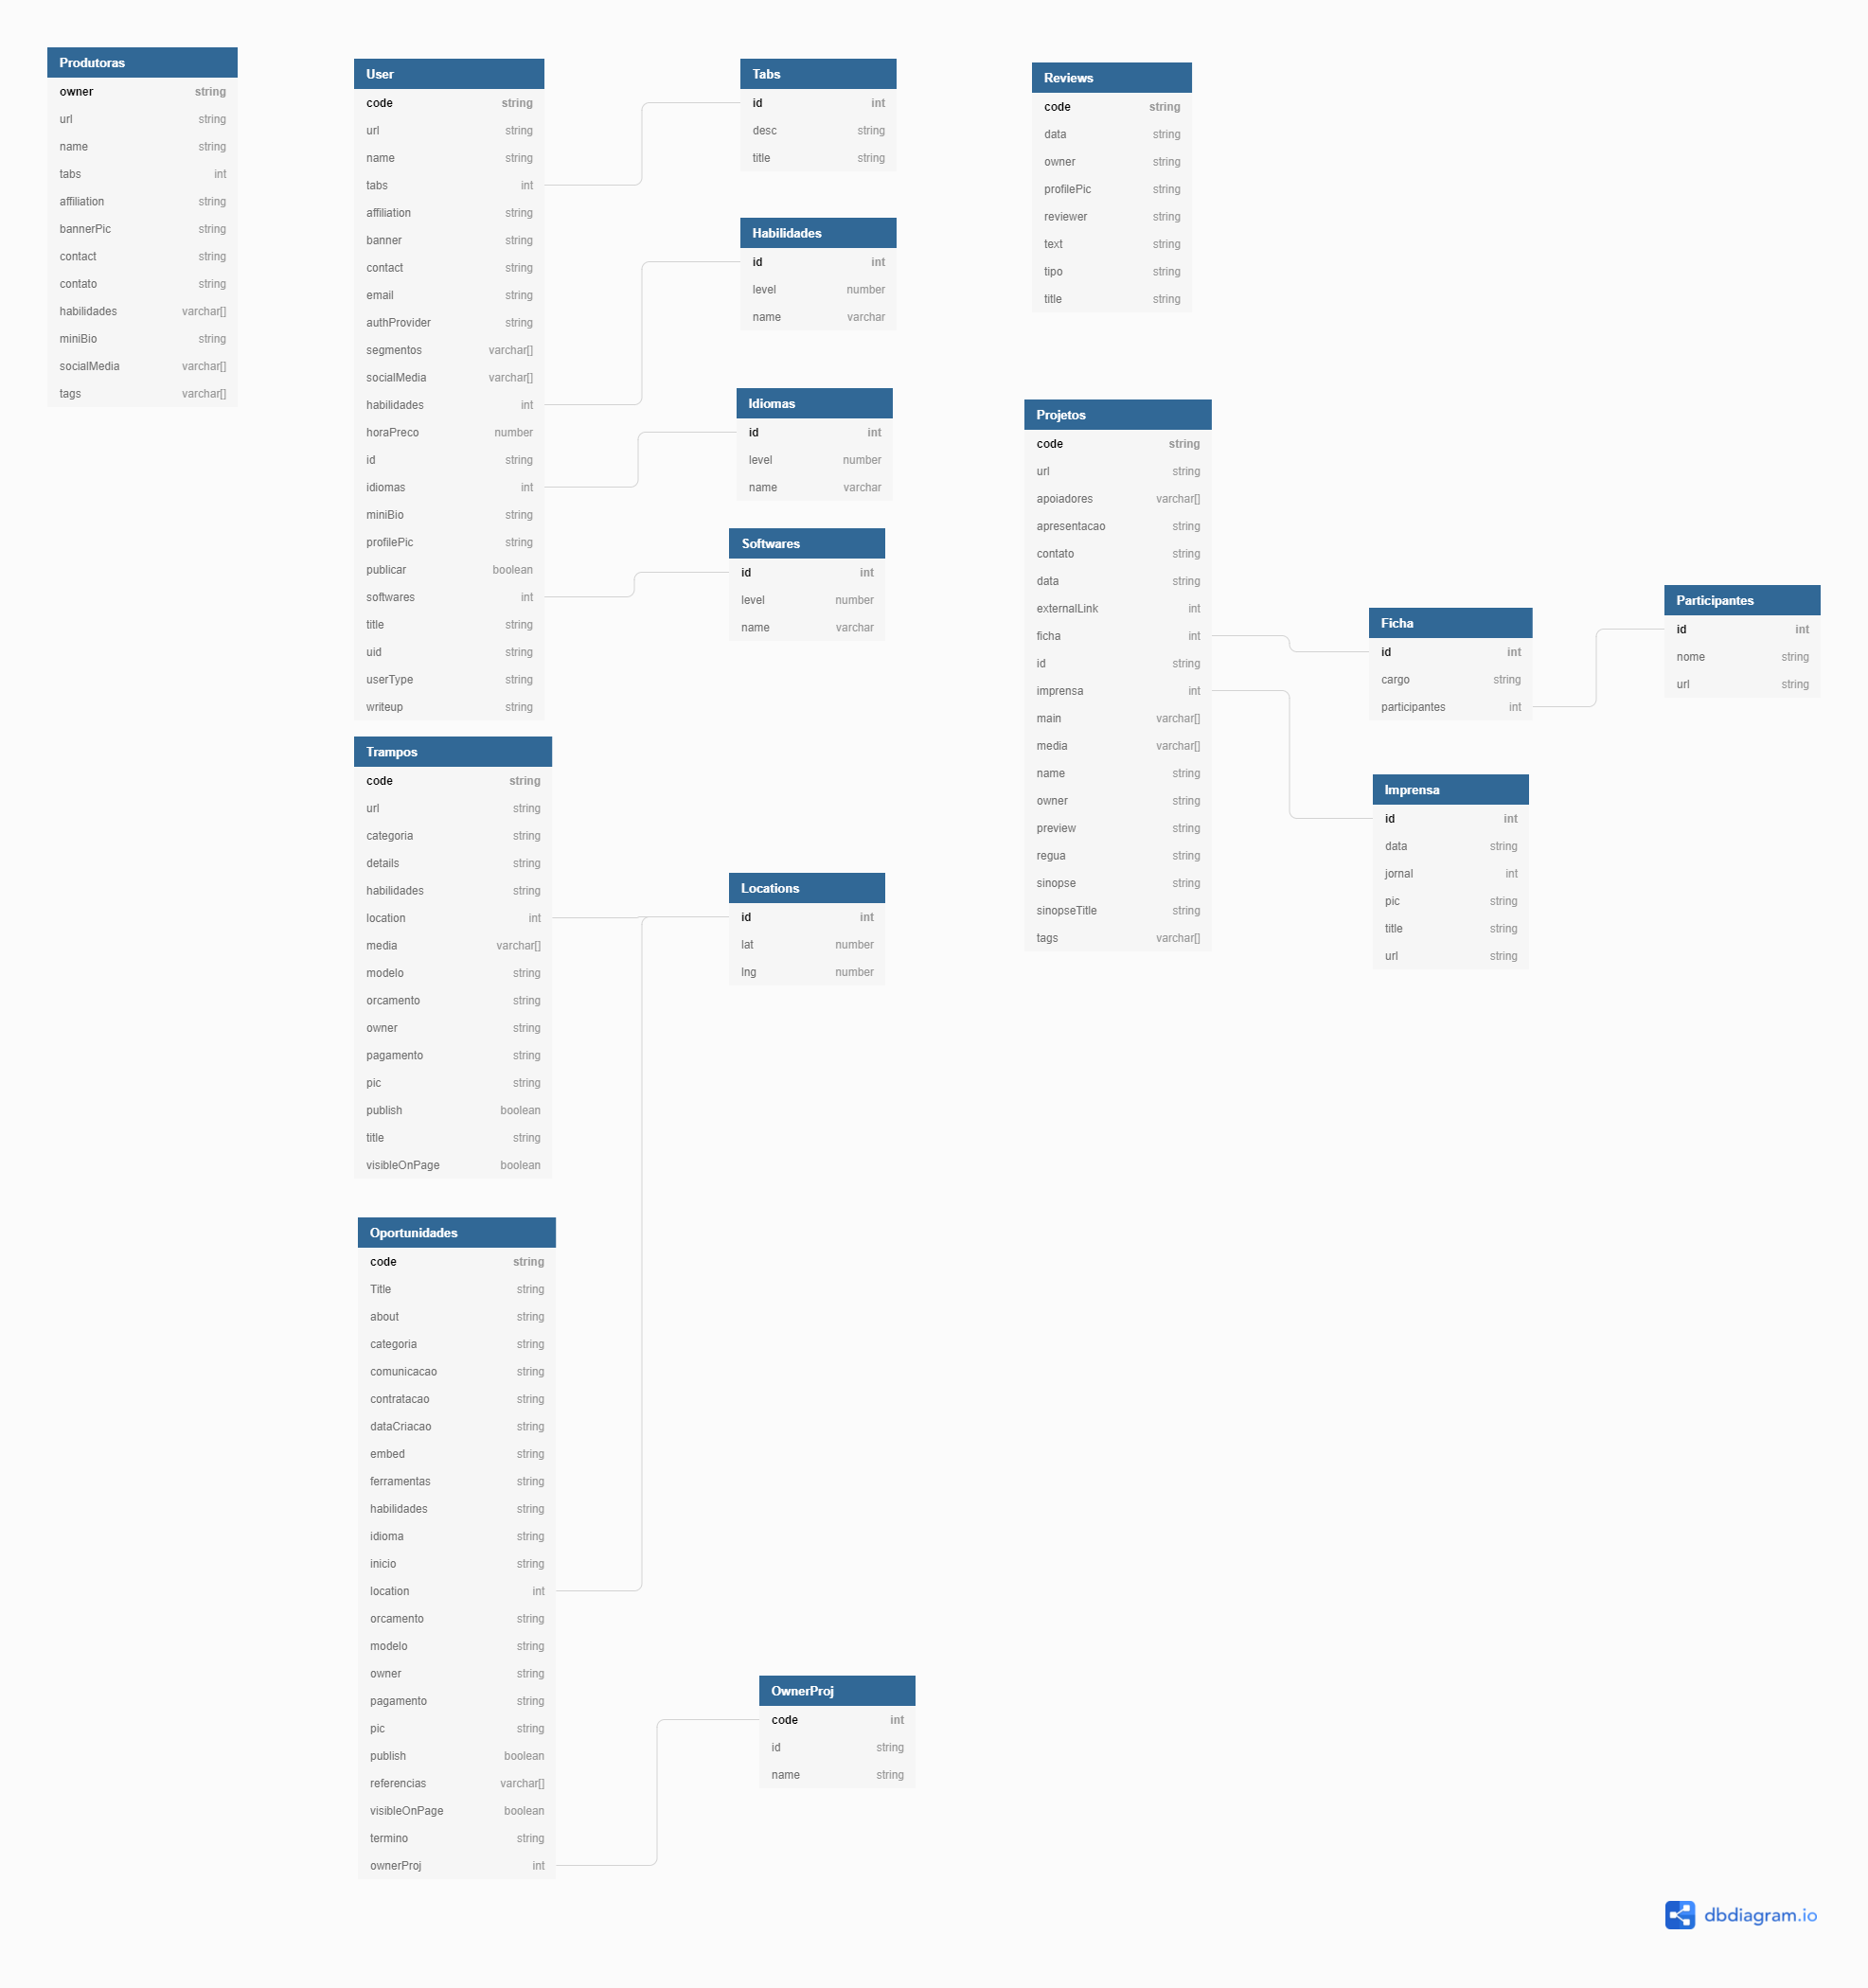 Produtoras
owner string
url string
name string
tabs int
affiliation string
bannerPic string
contact string
contato string
habilidades varchar[]
miniBio string
socialMedia varchar[]
tags varchar[]
User
code string
url string
name string
tabs int
affiliation string
banner string
contact string
email string
authProvider string
segmentos varchar[]
socialMedia varchar[]
habilidades int
horaPreco number
id string
idiomas int
miniBio string
profilePic string
publicar boolean
softwares int
title string
uid string
userType string
writeup string
Tabs
id int
desc string
title string
Habilidades
id int
level number
name varchar
Idiomas
id int
level number
name varchar
Softwares
id int
level number
name varchar
Reviews
code string
data string
owner string
profilePic string
reviewer string
text string
tipo string
title string
Projetos
code string
url string
apoiadores varchar[]
apresentacao string
contato string
data string
externalLink int
ficha int
id string
imprensa int
main varchar[]
media varchar[]
name string
owner string
preview string
regua string
sinopse string
sinopseTitle string
tags varchar[]
Ficha
id int
cargo string
participantes int
Participantes
id int
nome string
url string
Imprensa
id int
data string
jornal int
pic string
title string
url string
Trampos
code string
url string
categoria string
details string
habilidades string
location int
media varchar[]
modelo string
orcamento string
owner string
pagamento string
pic string
publish boolean
title string
visibleOnPage boolean
Locations
id int
lat number
lng number
Oportunidades
code string
Title string
about string
categoria string
comunicacao string
contratacao string
dataCriacao string
embed string
ferramentas string
habilidades string
idioma string
inicio string
location int
orcamento string
modelo string
owner string
pagamento string
pic string
publish boolean
referencias varchar[]
visibleOnPage boolean
termino string
ownerProj int
OwnerProj
code int
id string
name string
dbdiagram.io